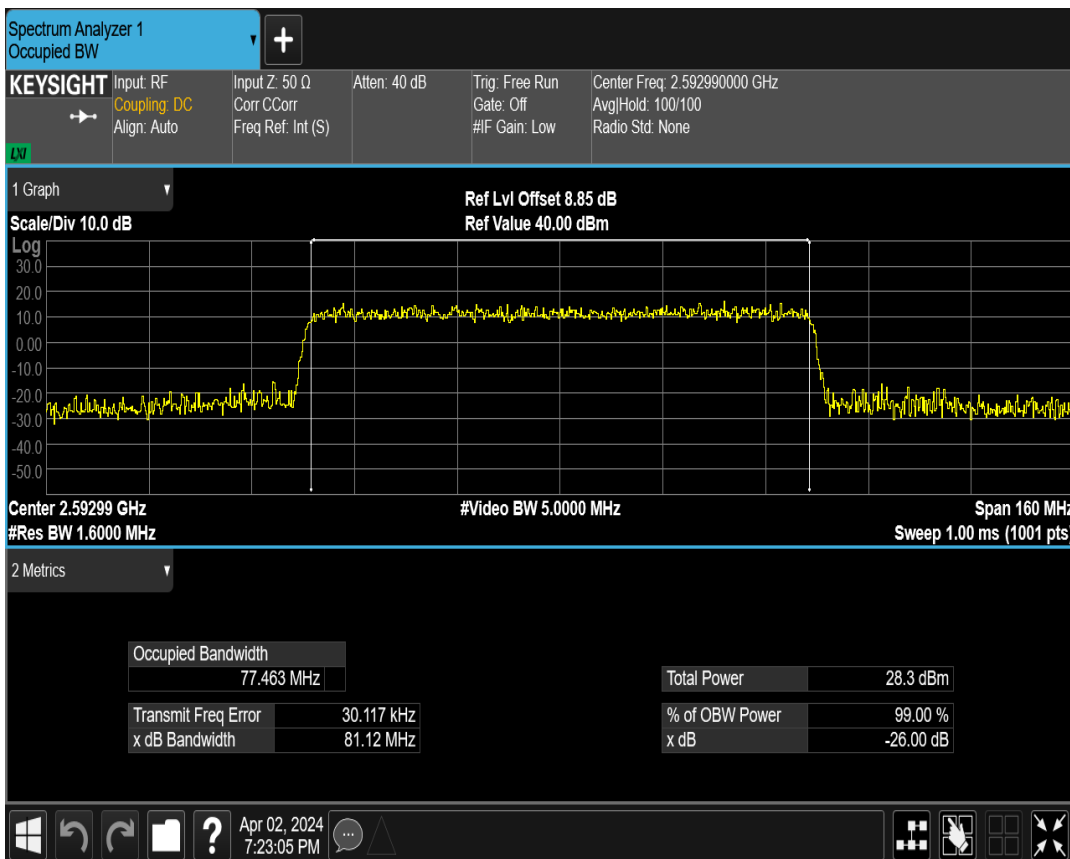 Spectrum Analyzer 1
Occupied BW
KEYSIGHT
LXI
Input: RF
Coupling: DC
Align: Auto
Input Z: 50 Ω
Corr CCorr
Freq Ref: Int (S)
Atten: 40 dB
Trig: Free Run
Gate: Off
#IF Gain: Low
Center Freq: 2.592990000 GHz
Avg|Hold: 100/100
Radio Std: None
1 Graph
Scale/Div 10.0 dB
Ref Lvl Offset 8.85 dB
Ref Value 40.00 dBm
Log
30.0
20.0
10.0
0.00
-10.0
-20.0
-30.0
-40.0
-50.0
Center 2.59299 GHz
#Res BW 1.6000 MHz
#Video BW 5.0000 MHz
Span 160 MHz
Sweep 1.00 ms (1001 pts)
2 Metrics
Occupied Bandwidth
77.463 MHz
Transmit Freq Error 30.117 kHz
x dB Bandwidth 81.12 MHz
Total Power 28.3 dBm
% of OBW Power 99.00 %
x dB -26.00 dB
Apr 02, 2024
7:23:05 PM